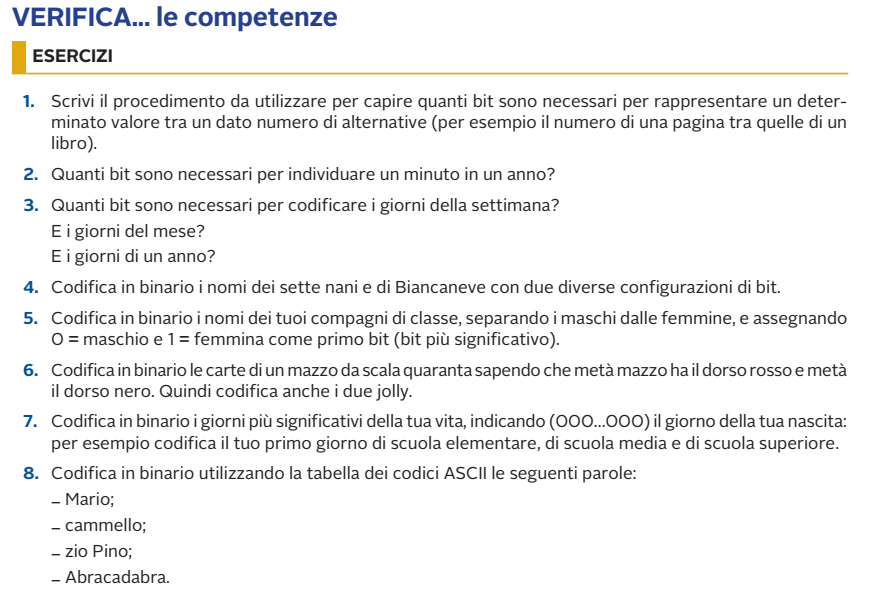 VERIFICA... le competenze
ESERCIZI
1. Scrivi il procedimento da utilizzare per capire quanti bit sono necessari per rappresentare un deter-
minato valore tra un dato numero di alternative (per esempio il numero di una pagina tra quelle di un
libro).
2. Quanti bit sono necessari per individuare un minuto in un anno?
3. Quanti bit sono necessari per codificare i giorni della settimana?
E i giorni del mese?
E i giorni di un anno?
4. Codifica in binario i nomi dei sette nani e di Biancaneve con due diverse configurazioni di bit.
5. Codifica in binario i nomi dei tuoi compagni di classe, separando i maschi dalle femmine, e assegnando
0 = maschio e 1 = femmina come primo bit (bit più significativo).
6. Codifica in binario le carte di un mazzo da scala quaranta sapendo che metà mazzo ha il dorso rosso e metà
il dorso nero. Quindi codifica anche i due jolly.
7. Codifica in binario i giorni più significativi della tua vita, indicando (000...000) il giorno della tua nascita:
per esempio codifica il tuo primo giorno di scuola elementare, di scuola media e di scuola superiore.
8. Codifica in binario utilizzando la tabella dei codici ASCII le seguenti parole:
– Mario;
– cammello;
– zio Pino;
– Abracadabra.